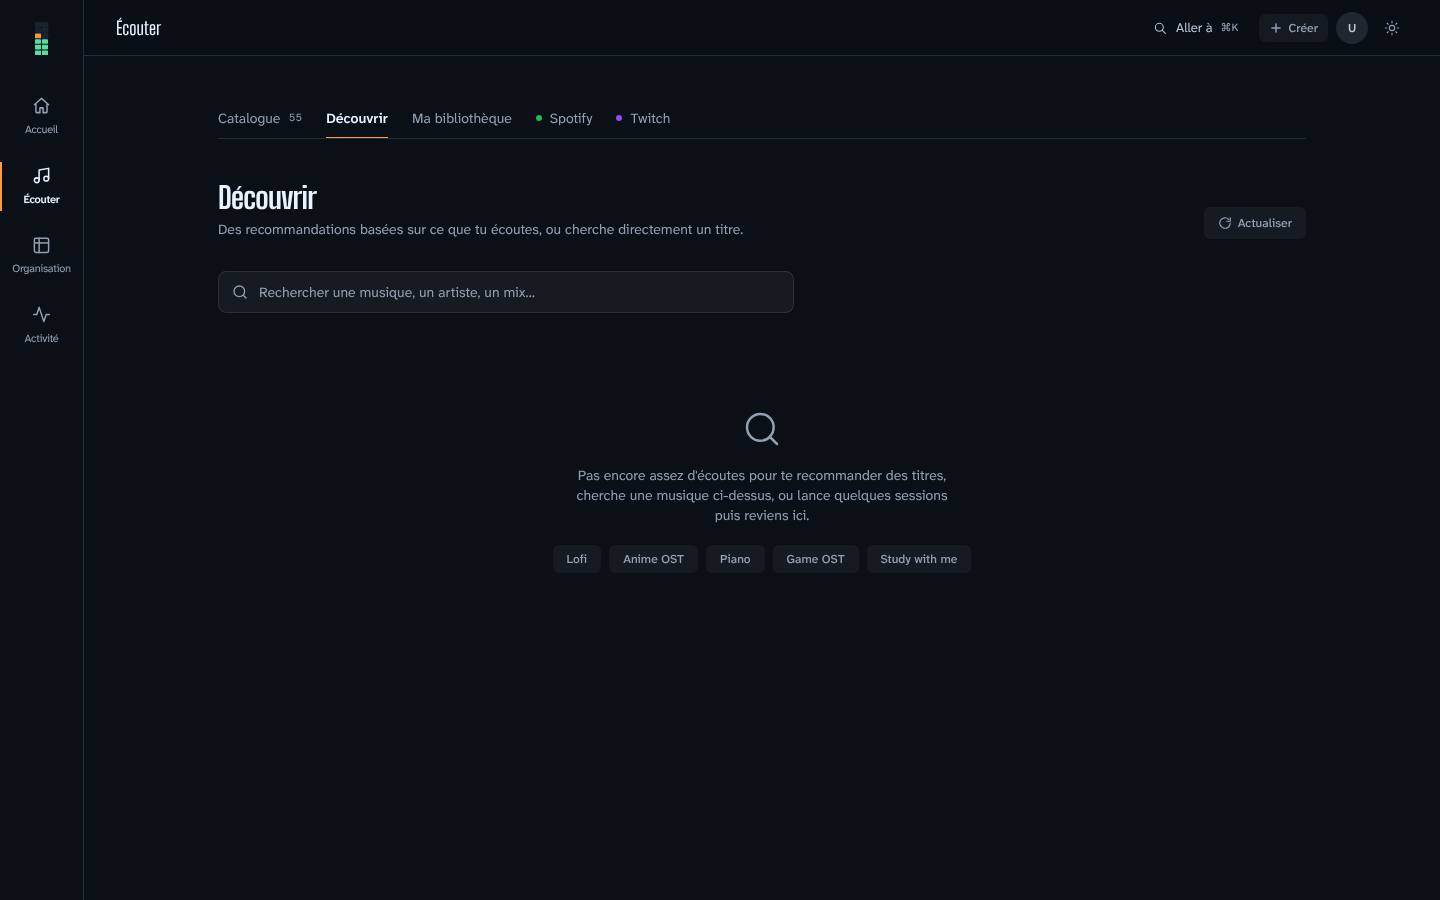 Écouter
Aller à ⌘K
Créer
U
Accueil
Écouter
Organisation
Activité
Catalogue 55
Découvrir
Ma bibliothèque
Spotify
Twitch
Découvrir
Des recommandations basées sur ce que tu écoutes, ou cherche directement un titre.
Actualiser
Rechercher une musique, un artiste, un mix…
Pas encore assez d'écoutes pour te recommander des titres,
cherche une musique ci-dessus, ou lance quelques sessions
puis reviens ici.
Lofi
Anime OST
Piano
Game OST
Study with me